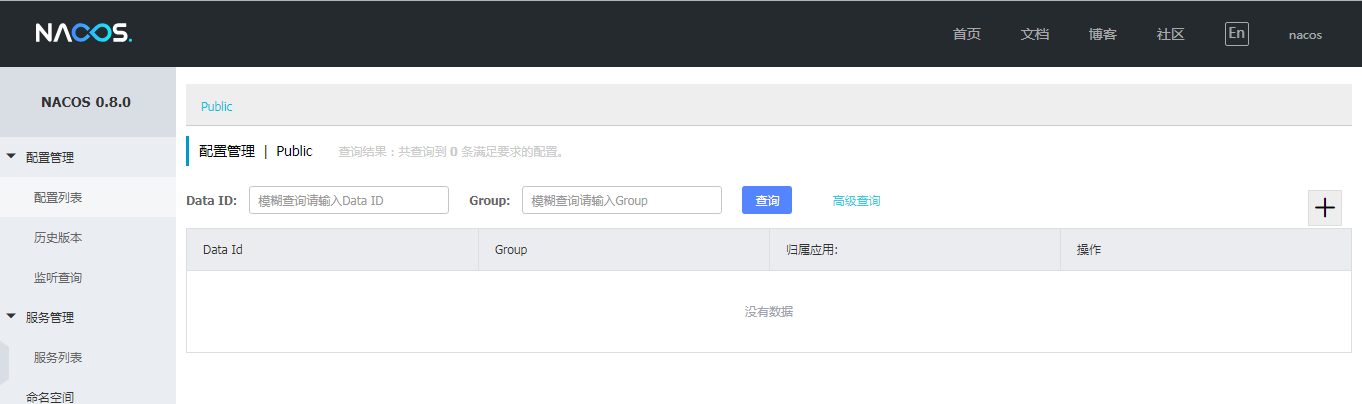 NACOS.
首页 文档 博客 社区 En nacos
NACOS 0.8.0
配置管理
配置列表
历史版本
监听查询
服务管理
服务列表
命名空间
Public
配置管理 | Public 查询结果：共查询到 0 条满足要求的配置。
Data ID: 模糊查询请输入Data ID Group: 模糊查询请输入Group 查询 高级查询
Data Id Group 归属应用: 操作
没有数据